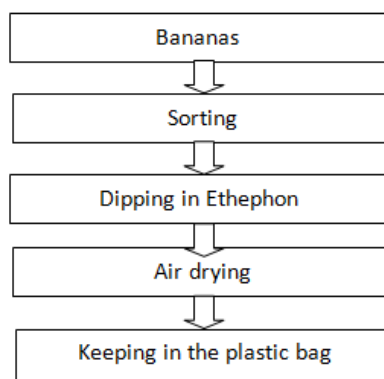 Bananas
Sorting
Dipping in Ethephon
Air drying
Keeping in the plastic bag